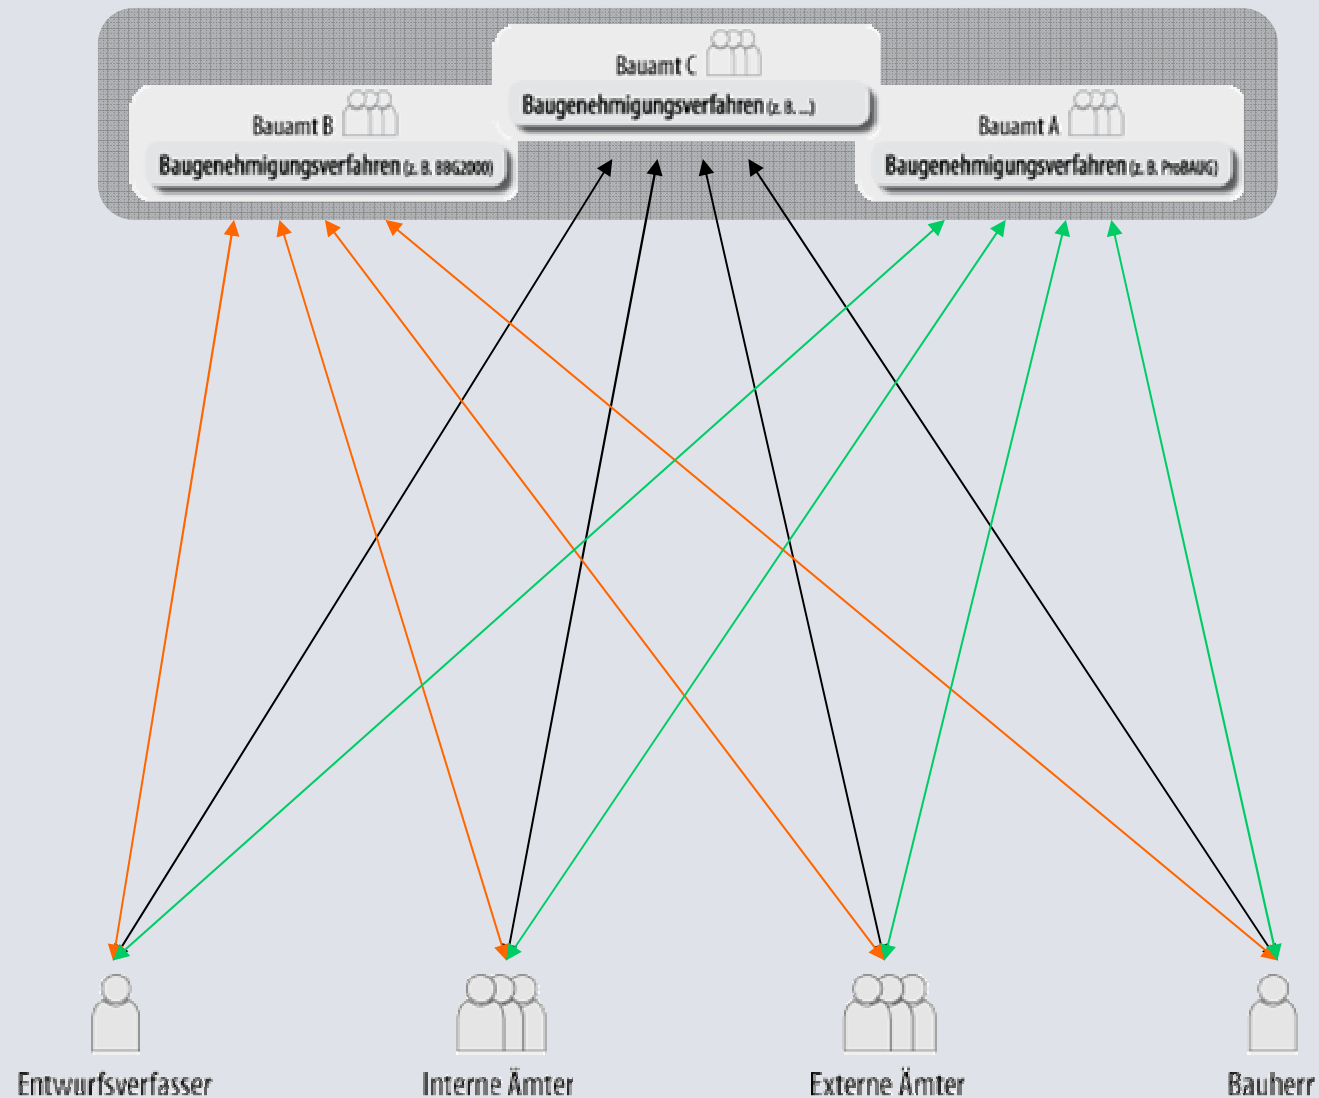 Bauamt C
Baugenehmigungsverfahren (z. B. ...)
Bauamt B
Baugenehmigungsverfahren (z. B. BBG2000)
Bauamt A
Baugenehmigungsverfahren (z. B. ProBAUG)
Entwurfsverfasser
Interne Ämter
Externe Ämter
Bauherr